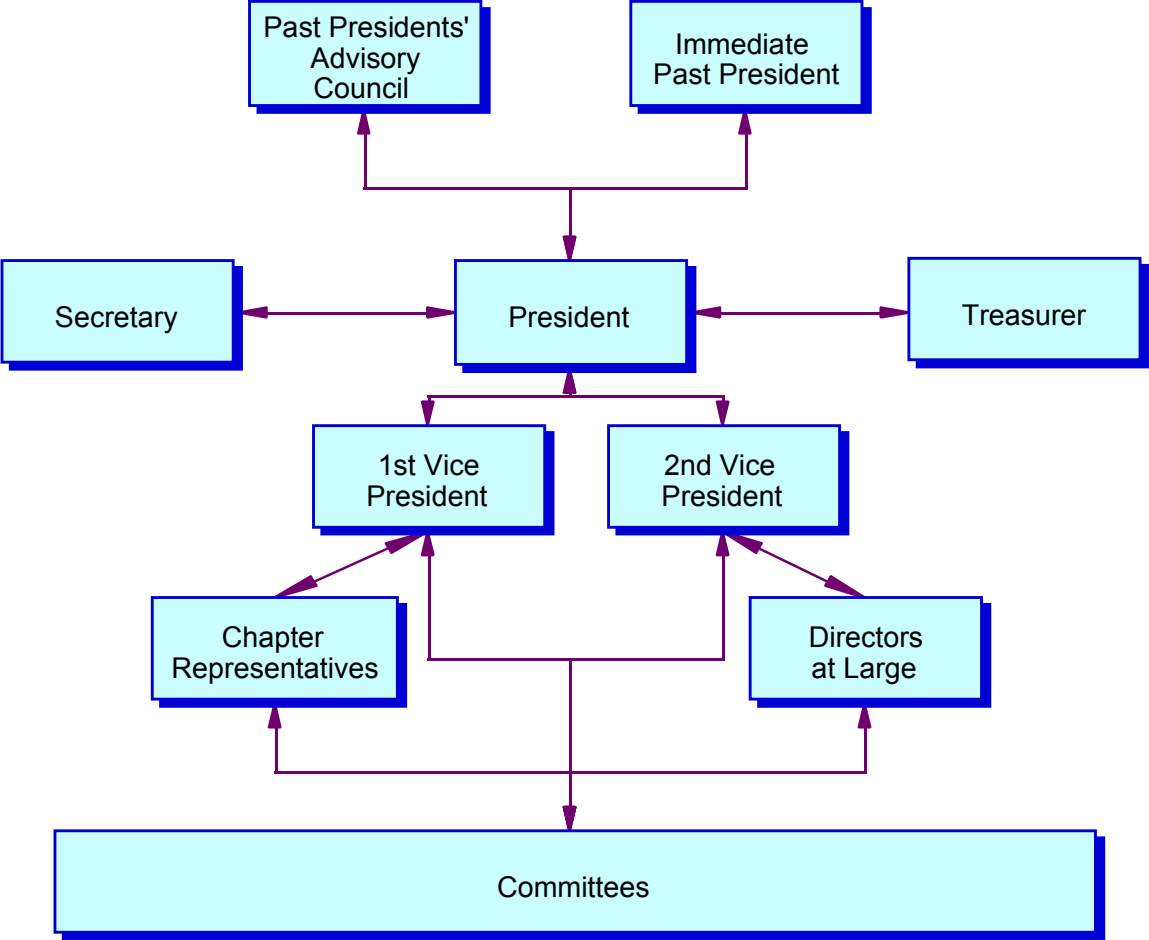 Past Presidents'
Advisory
Council
Immediate
Past President
Secretary
President
Treasurer
1st Vice
President
2nd Vice
President
Chapter
Representatives
Directors
at Large
Committees